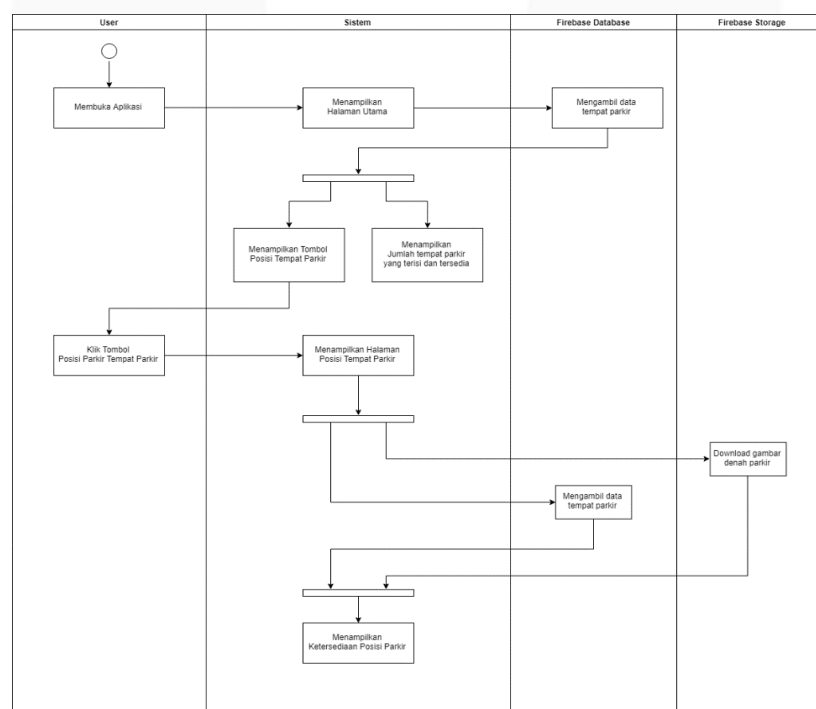 User
Sistem
Firebase Database
Firebase Storage
Membuka Aplikasi
Menampilkan
Halaman Utama
Mengambil data
tempat parkir
Menampilkan Tombol
Posisi Tempat Parkir
Menampilkan
Jumlah tempat parkir
yang terisi dan tersedia
Klik Tombol
Posisi Parkir Tempat Parkir
Menampilkan Halaman
Posisi Tempat Parkir
Download gambar
denah parkir
Mengambil data
tempat parkir
Menampilkan
Ketersediaan Posisi Parkir